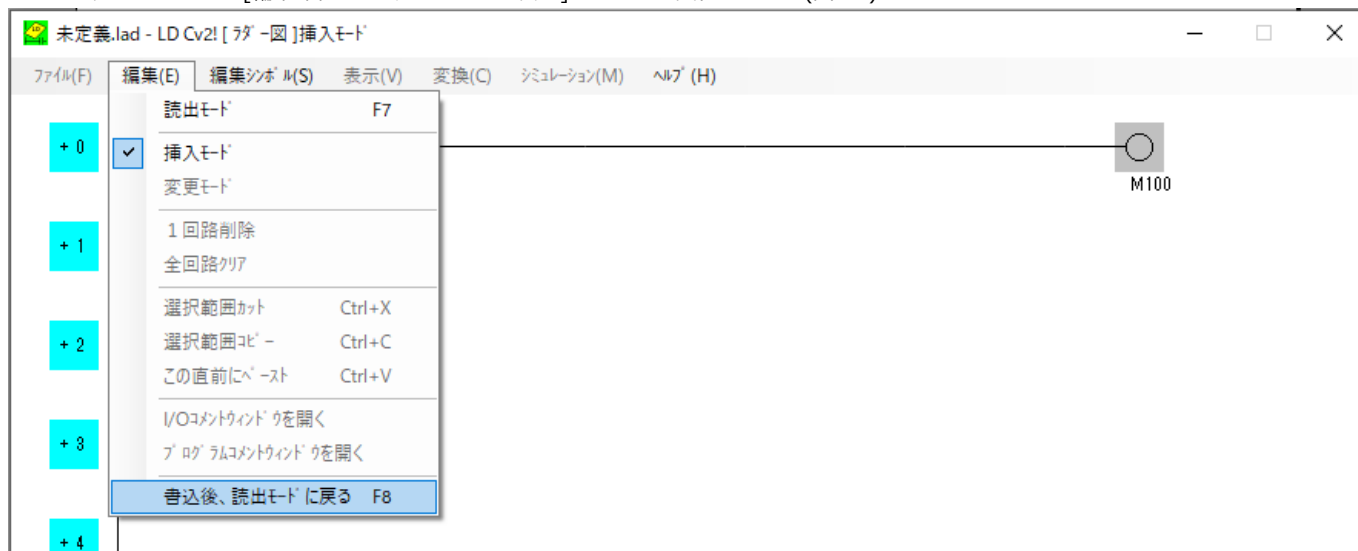 未定義.lad - LD Cv2! [ ﾗﾀﾞｰ図 ]挿入ﾓｰﾄﾞ
ﾌｧｲﾙ(F) 編集(E) 編集ｼﾝﾎﾞﾙ(S) 表示(V) 変換(C) ｼﾐｭﾚｰｼｮﾝ(M) ﾍﾙﾌﾟ(H)
読出ﾓｰﾄﾞ F7
+ 0
挿入ﾓｰﾄﾞ
変更ﾓｰﾄﾞ
M100
１回路削除
+ 1
全回路ｸﾘｱ
選択範囲ｶｯﾄ Ctrl+X
選択範囲ｺﾋﾟｰ Ctrl+C
+ 2
この直前にﾍﾟｰｽﾄ Ctrl+V
I/Oｺﾒﾝﾄｳｨﾝﾄﾞｳを開く
+ 3
ﾌﾟﾛｸﾞﾗﾑｺﾒﾝﾄｳｨﾝﾄﾞｳを開く
書込後、読出ﾓｰﾄﾞに戻る F8
+ 4